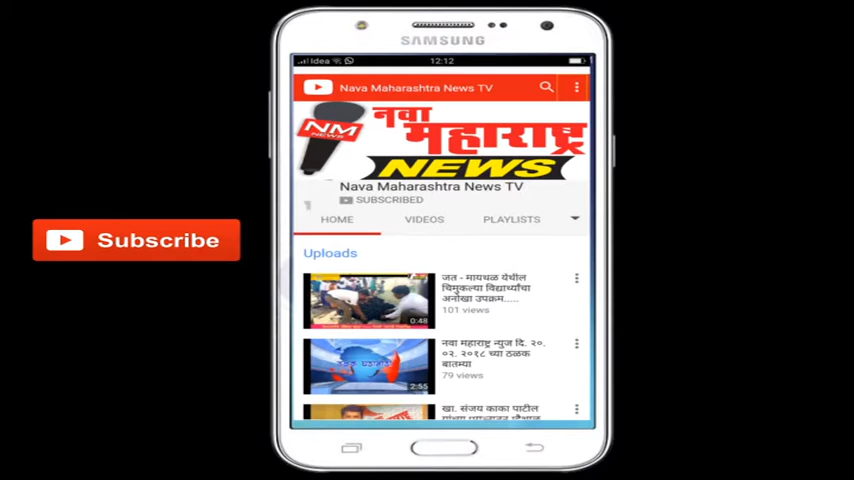 SAMSUNG
Idea
12:12
Nava Maharashtra News TV
NM
NEWS
नवा
महाराष्ट्र
NEWS
Nava Maharashtra News TV
SUBSCRIBED
HOME VIDEOS PLAYLISTS
Uploads
जत - मायथळ येथील
चिमुकल्या विद्यार्थ्यांचा
अनोखा उपक्रम.....
101 views
0:48
नवा महाराष्ट्र न्युज दि. २०.
०२. २०१८ च्या ठळक
बातम्या
79 views
2:55
खा. संजय काका पाटील
Subscribe